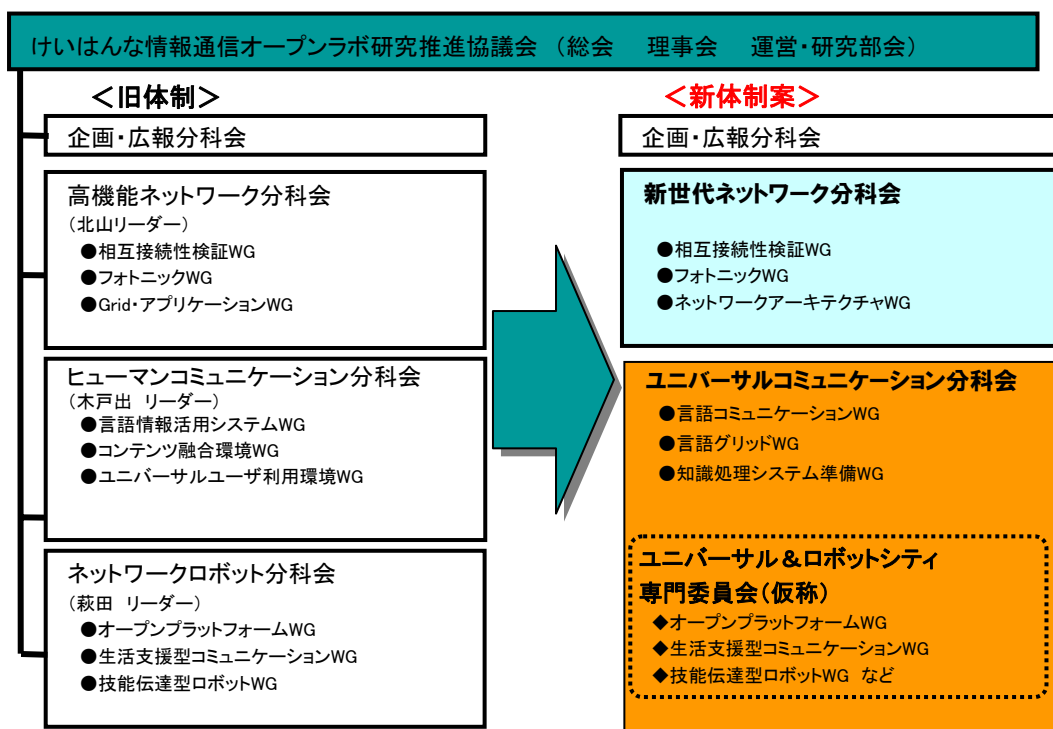 けいはんな情報通信オープンラボ研究推進協議会 （総会 理事会 運営・研究部会）
＜旧体制＞
企画・広報分科会
高機能ネットワーク分科会
（北山リーダー）
●相互接続性検証WG
●フォトニックWG
●Grid・アプリケーションWG
ヒューマンコミュニケーション分科会
（木戸出 リーダー）
●言語情報活用システムWG
●コンテンツ融合環境WG
●ユニバーサルユーザ利用環境WG
ネットワークロボット分科会
（萩田 リーダー）
●オープンプラットフォームWG
●生活支援型コミュニケーションWG
●技能伝達型ロボットWG
＜新体制案＞
企画・広報分科会
新世代ネットワーク分科会
●相互接続性検証WG
●フォトニックWG
●ネットワークアーキテクチャWG
ユニバーサルコミュニケーション分科会
●言語コミュニケーションWG
●言語グリッドWG
●知識処理システム準備WG
ユニバーサル＆ロボットシティ
専門委員会（仮称）
◆オープンプラットフォームWG
◆生活支援型コミュニケーションWG
◆技能伝達型ロボットWG など